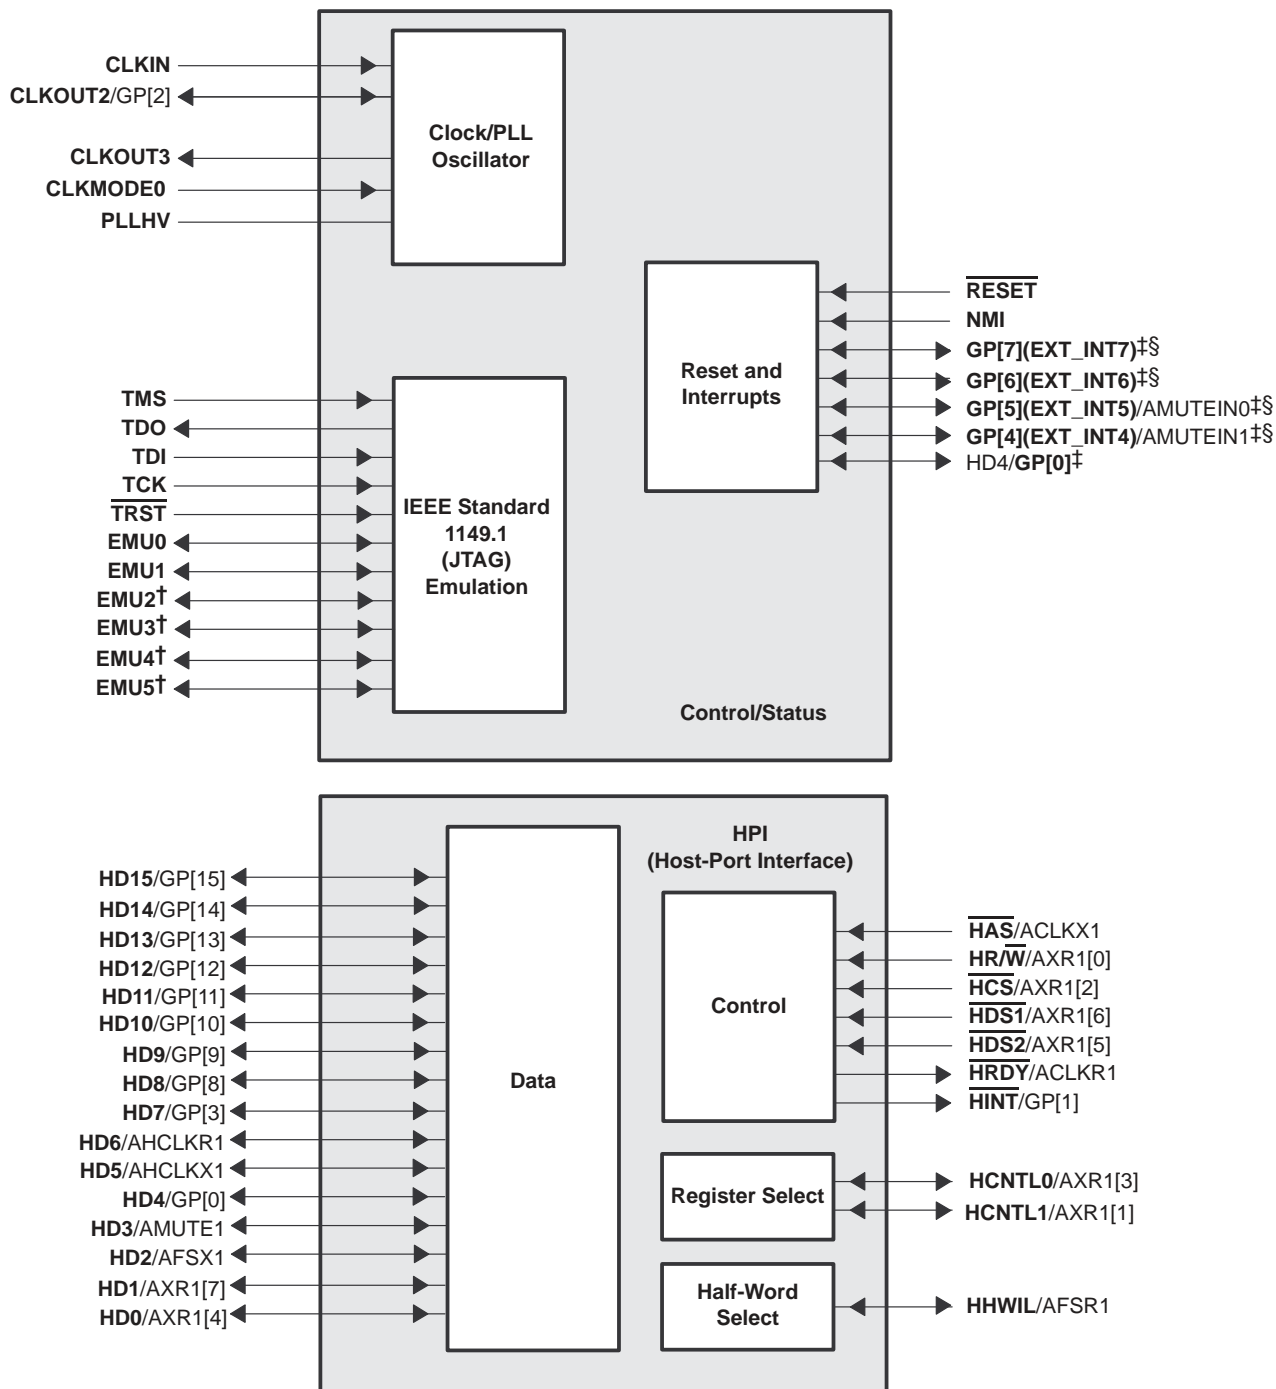 CLKIN
CLKOUT2/GP[2]
CLKOUT3
CLKMODE0
PLLHV
Clock/PLL
Oscillator
RESET
NMI
GP[7](EXT_INT7)‡§
GP[6](EXT_INT6)‡§
GP[5](EXT_INT5)/AMUTEIN0‡§
GP[4](EXT_INT4)/AMUTEIN1‡§
HD4/GP[0]‡
Reset and
Interrupts
TMS
TDO
TDI
TCK
TRST
EMU0
EMU1
EMU2†
EMU3†
EMU4†
EMU5†
IEEE Standard
1149.1
(JTAG)
Emulation
Control/Status
HPI
(Host-Port Interface)
HD15/GP[15]
HD14/GP[14]
HD13/GP[13]
HD12/GP[12]
HD11/GP[11]
HD10/GP[10]
HD9/GP[9]
HD8/GP[8]
HD7/GP[3]
HD6/AHCLKR1
HD5/AHCLKX1
HD4/GP[0]
HD3/AMUTE1
HD2/AFSX1
HD1/AXR1[7]
HD0/AXR1[4]
Data
Control
HAS/ACLKX1
HR/W/AXR1[0]
HCS/AXR1[2]
HDS1/AXR1[6]
HDS2/AXR1[5]
HRDY/ACLKR1
HINT/GP[1]
Register Select
HCNTL0/AXR1[3]
HCNTL1/AXR1[1]
Half-Word
Select
HHWIL/AFSR1